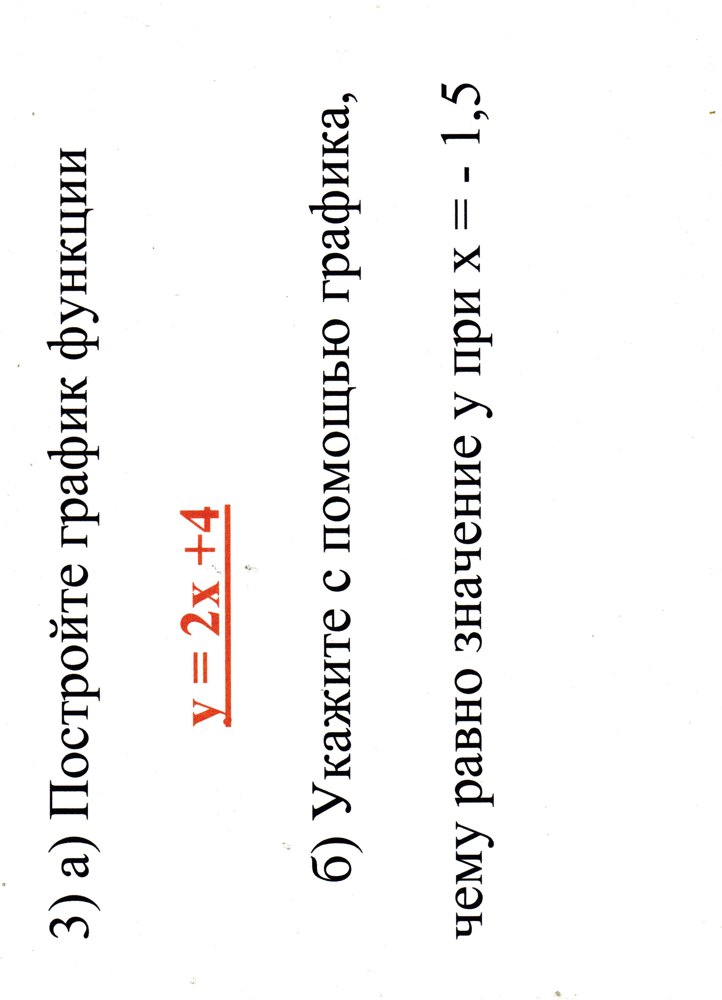 3) а) Постройте график функции
у = 2х +4
б) Укажите с помощью графика,
чему равно значение у при х = - 1,5